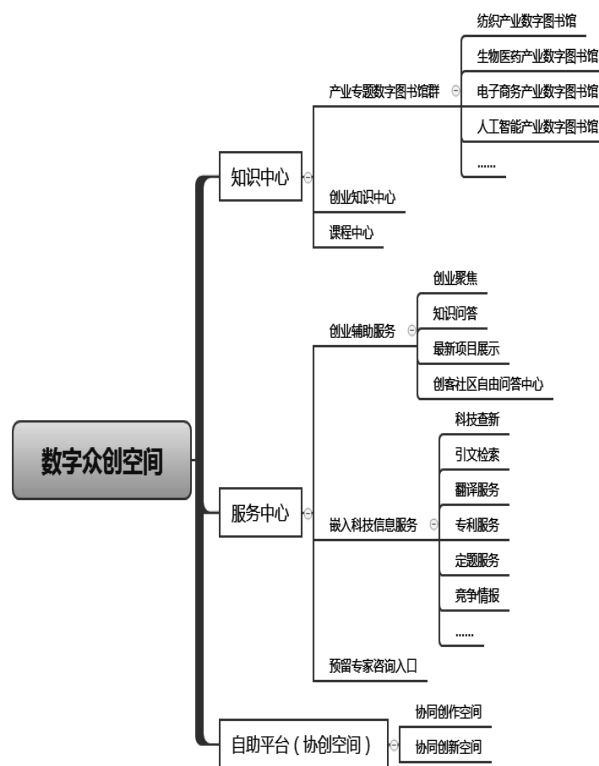 数字众创空间
知识中心
产业专题数字图书馆群
纺织产业数字图书馆
生物医药产业数字图书馆
电子商务产业数字图书馆
人工智能产业数字图书馆
......
创业知识中心
课程中心
服务中心
创业辅助服务
创业聚焦
知识问答
最新项目展示
创客社区自由问答中心
嵌入科技信息服务
科技查新
引文检索
翻译服务
专利服务
定题服务
竞争情报
......
预留专家咨询入口
自助平台（协创空间）
协同创作空间
协同创新空间